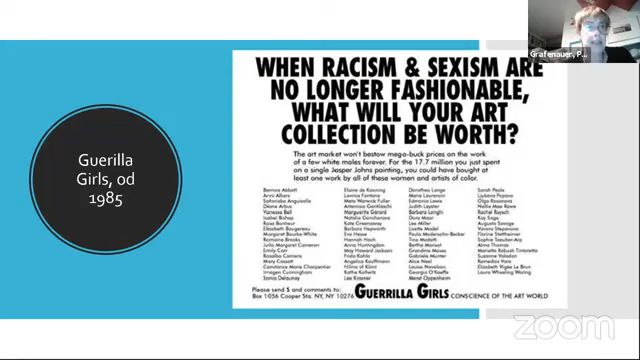 Grafenauer, P...
WHEN RACISM & SEXISM ARE
NO LONGER FASHIONABLE,
WHAT WILL YOUR ART
COLLECTION BE WORTH?
The art market won't bestow mega-buck prices on the work
of a few white males forever. For the 17.7 million you just spent
on a single Jasper Johns painting, you could have bought at
least one work by all of these women and artists of color.
Guerilla
Girls, od
1985
Bernice Abbott
Anni Albers
Sofonisba Anguisolla
Diane Arbus
Vanessa Bell
Isabel Bishop
Rosa Bonheur
Elizabeth Bougereau
Margaret Bourke-White
Romaine Brooks
Julia Margaret Cameron
Emily Carr
Rosalba Carriera
Mary Cassatt
Constance Marie Charpentier
Imogen Cunningham
Sonia Delaunay
Elaine de Kooning
Lavinia Fontana
Meta Warwick Fuller
Artemisia Gentileschi
Marguerite Gérard
Natalia Goncharova
Kate Greenaway
Barbara Hepworth
Eva Hesse
Hannah Hoch
Anna Huntingdon
May Howard Jackson
Frida Kahlo
Angelica Kauffmann
Hilma af Klimt
Kathe Kollwitz
Lee Krasner
Dorothea Lange
Marie Laurencin
Edmonia Lewis
Judith Leyster
Barbara Longhi
Dora Maar
Lee Miller
Lisette Model
Paula Modersohn-Becker
Tina Modotti
Berthe Morisot
Grandma Moses
Gabriele Munter
Alice Neel
Louise Nevelson
Georgia O'Keeffe
Meret Oppenheim
Sarah Peale
Ljubova Popova
Olga Rosanova
Nellie Mae Rowe
Rachel Ruysch
Kay Sage
Augusta Savage
Varvara Stepanova
Florine Stettheimer
Sophie Taeuber-Arp
Alma Thomas
Marietta Robusti Tintoretto
Suzanne Valadon
Remedios Varo
Elizabeth Vigée Le Brun
Laura Wheeling Waring
Please send $ and comments to:
Box 1056 Cooper Sta. NY, NY 10276 GUERRILLA GIRLS CONSCIENCE OF THE ART WORLD
zoom